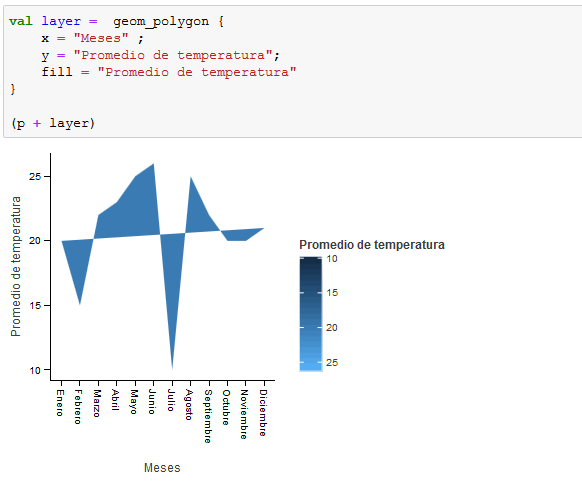 val layer =  geom_polygon {
    x = "Meses" ;
    y = "Promedio de temperatura";
    fill = "Promedio de temperatura"
}
(p + layer)
Promedio de temperatura
25
20
15
10
Enero
Febrero
Marzo
Abril
Mayo
Junio
Julio
Agosto
Septiembre
Octubre
Noviembre
Diciembre
Meses
Promedio de temperatura
10
15
20
25